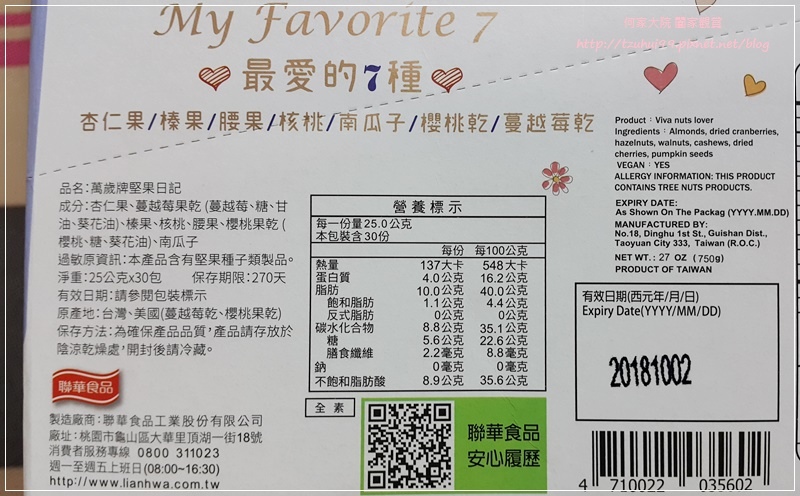 My Favorite 7
阿家大院 醫家輕鬆
http://tzuhui29.pixnet.net/blog
最愛的7種
杏仁果/榛果/腰果/核桃/南瓜子/櫻桃乾/蔓越莓乾
品名:萬歲牌堅果日記
成分:杏仁果、蔓越莓果乾 (蔓越莓、糖、甘
油、葵花油)、榛果、核桃、腰果、櫻桃果乾 (
櫻桃、糖、葵花油)、南瓜子
過敏原資訊:本產品含有堅果種子類製品。
淨重:25公克x30包 保存期限:270天
有效日期:請參閱包裝標示
原產地:台灣、美國(蔓越莓乾、櫻桃果乾)
保存方法:為確保產品品質,產品請存放於
陰涼乾燥處,開封後請冷藏。
聯華食品
製造廠商:聯華食品工業股份有限公司
廠址:桃園市龜山區大華里頂湖一街18號
消費者服務專線 0800 311023
週一至週五上班日(08:00~16:30)
http://www.lianhwa.com.tw
營養標示
每一份量25.0公克
本包裝含30份
每份 每100公克
熱量 137大卡 548大卡
蛋白質 4.0公克 16.2公克
脂肪 10.0公克 40.0公克
飽和脂肪 1.1公克 4.4公克
反式脂肪 0公克 0公克
碳水化合物 8.8公克 35.1公克
糖 5.6公克 22.6公克
膳食纖維 2.2毫克 8.8毫克
鈉 0毫克 0毫克
不飽和脂肪酸 8.9公克 35.6公克
全素
聯華食品
安心履歷
Product : Viva nuts lover
Ingredients : Almonds, dried cranberries,
hazelnuts, walnuts, cashews, dried
cherries, pumpkin seeds
VEGAN : YES
ALLERGY INFORMATION: THIS PRODUCT
CONTAINS TREE NUTS PRODUCTS.
EXPIRY DATE:
As Shown On The Packag (YYYY.MM.DD)
MANUFACTURED BY:
No.18, Dinghu 1st St., Guishan Dist.,
Taoyuan City 333, Taiwan (R.O.C.)
NET WT.: 27 OZ (750g)
PRODUCT OF TAIWAN
有效日期(西元年/月/日)
Expiry Date(YYYY/MM/DD)
20181002
4 710022 035602